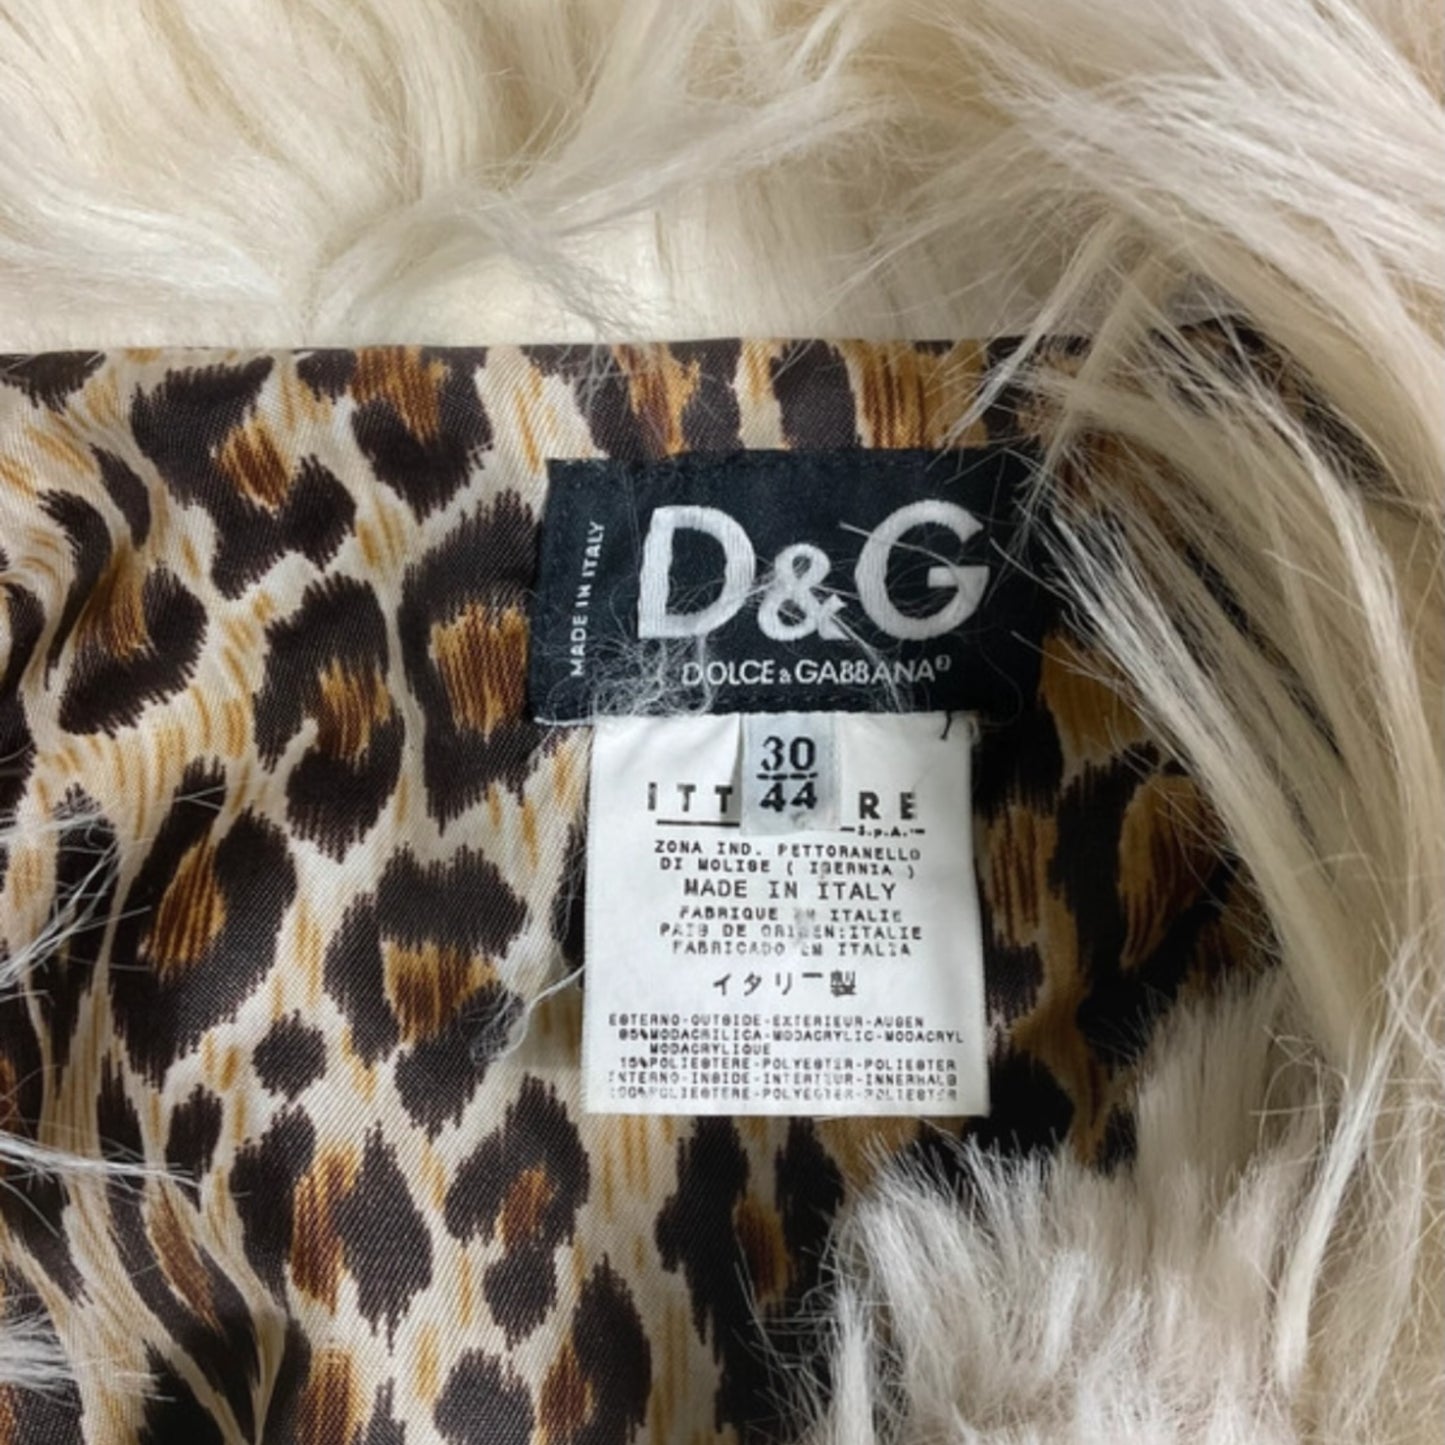 MADE IN ITALY
D&G
DOLCE & GABBANA
30
44
ITT RE
S.p.A.
ZONA IND. PETTORANELLO
DI MOLISE ( ISERNIA )
MADE IN ITALY
FABRIQUE EN ITALIE
PAIS DE ORIGEN:ITALIE
FABRICADO EM ITALIA
イタリー製
ESTERNO-OUTSIDE-EXTERIEUR-AUSEN
85%MODACRILICA-MODACRYLIC-MODACRYL
MODACRYLIQUE
15%POLIESTERE-POLYESTER-POLIESTER
INTERNO-INSIDE-INTERIEUR-INNERHALB
100%POLIESTERE-POLYESTER-POLIESTER